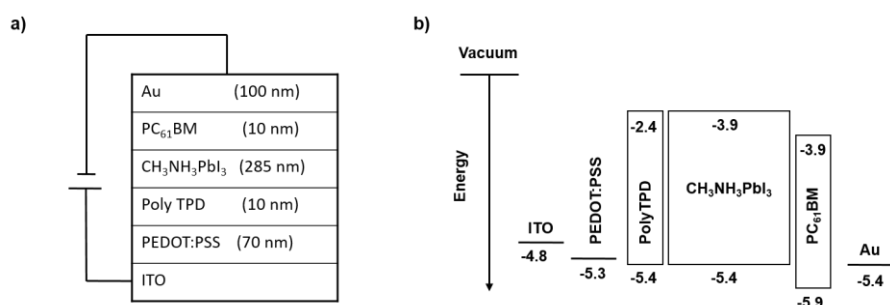 a)
Au (100 nm)
PC₆₁BM (10 nm)
CH₃NH₃PbI₃ (285 nm)
Poly TPD (10 nm)
PEDOT:PSS (70 nm)
ITO
b)
Vacuum
Energy
ITO
-4.8
PEDOT:PSS
-5.3
-2.4
PolyTPD
-5.4
-3.9
CH₃NH₃PbI₃
-5.4
-3.9
PC₆₁BM
-5.9
Au
-5.4